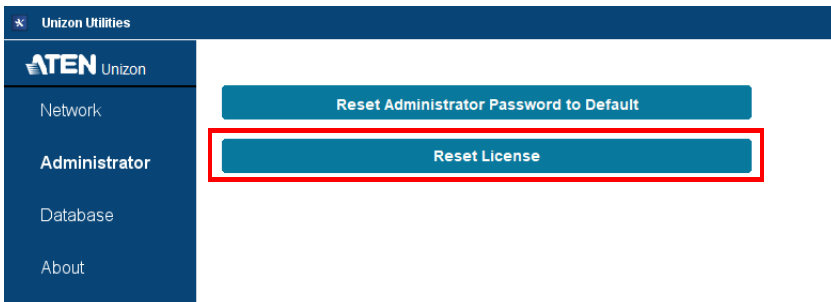 Unizon Utilities
ATEN Unizon
Network
Administrator
Database
About
Reset Administrator Password to Default
Reset License